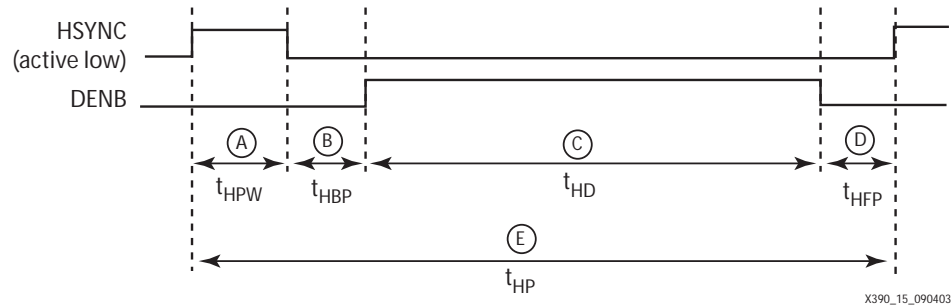 HSYNC
(active low)
DENB
A B C D
tHPW tHBP tHD tHFP
E
tHP
X390_15_090403